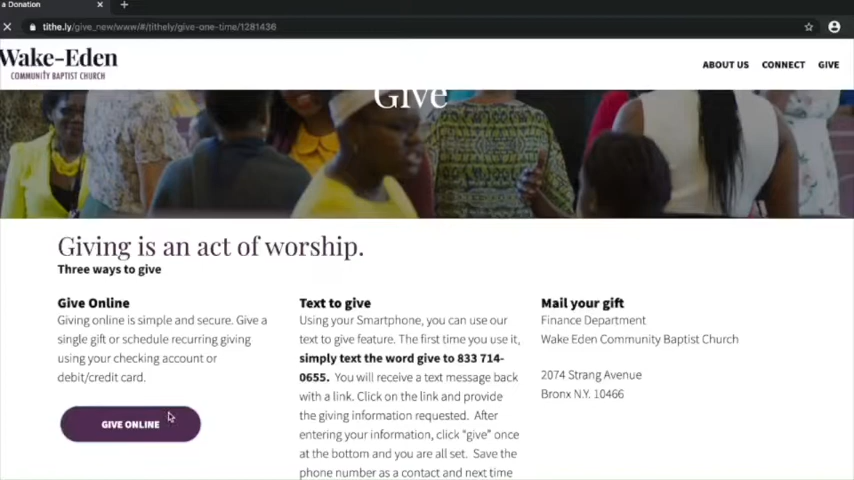 a Donation
tithe.ly/give_new/www/#/tithely/give-one-time/1281436
Wake-Eden
COMMUNITY BAPTIST CHURCH
ABOUT US CONNECT GIVE
Give
Giving is an act of worship.
Three ways to give
Give Online
Giving online is simple and secure. Give a
single gift or schedule recurring giving
using your checking account or
debit/credit card.
GIVE ONLINE
Text to give
Using your Smartphone, you can use our
text to give feature. The first time you use it,
simply text the word give to 833 714-
0655. You will receive a text message back
with a link. Click on the link and provide
the giving information requested. After
entering your information, click "give" once
at the bottom and you are all set. Save the
phone number as a contact and next time
Mail your gift
Finance Department
Wake Eden Community Baptist Church
2074 Strang Avenue
Bronx N.Y. 10466